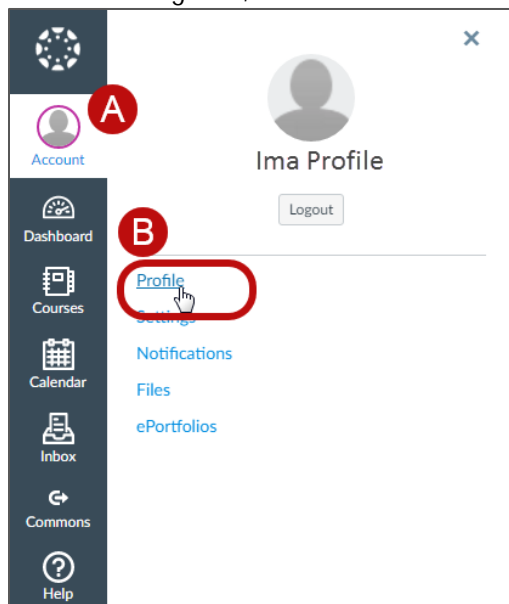 A
Account
Ima Profile
Logout
Dashboard
B
Profile
Courses
Settings
Notifications
Calendar
Files
ePortfolios
Inbox
Commons
Help